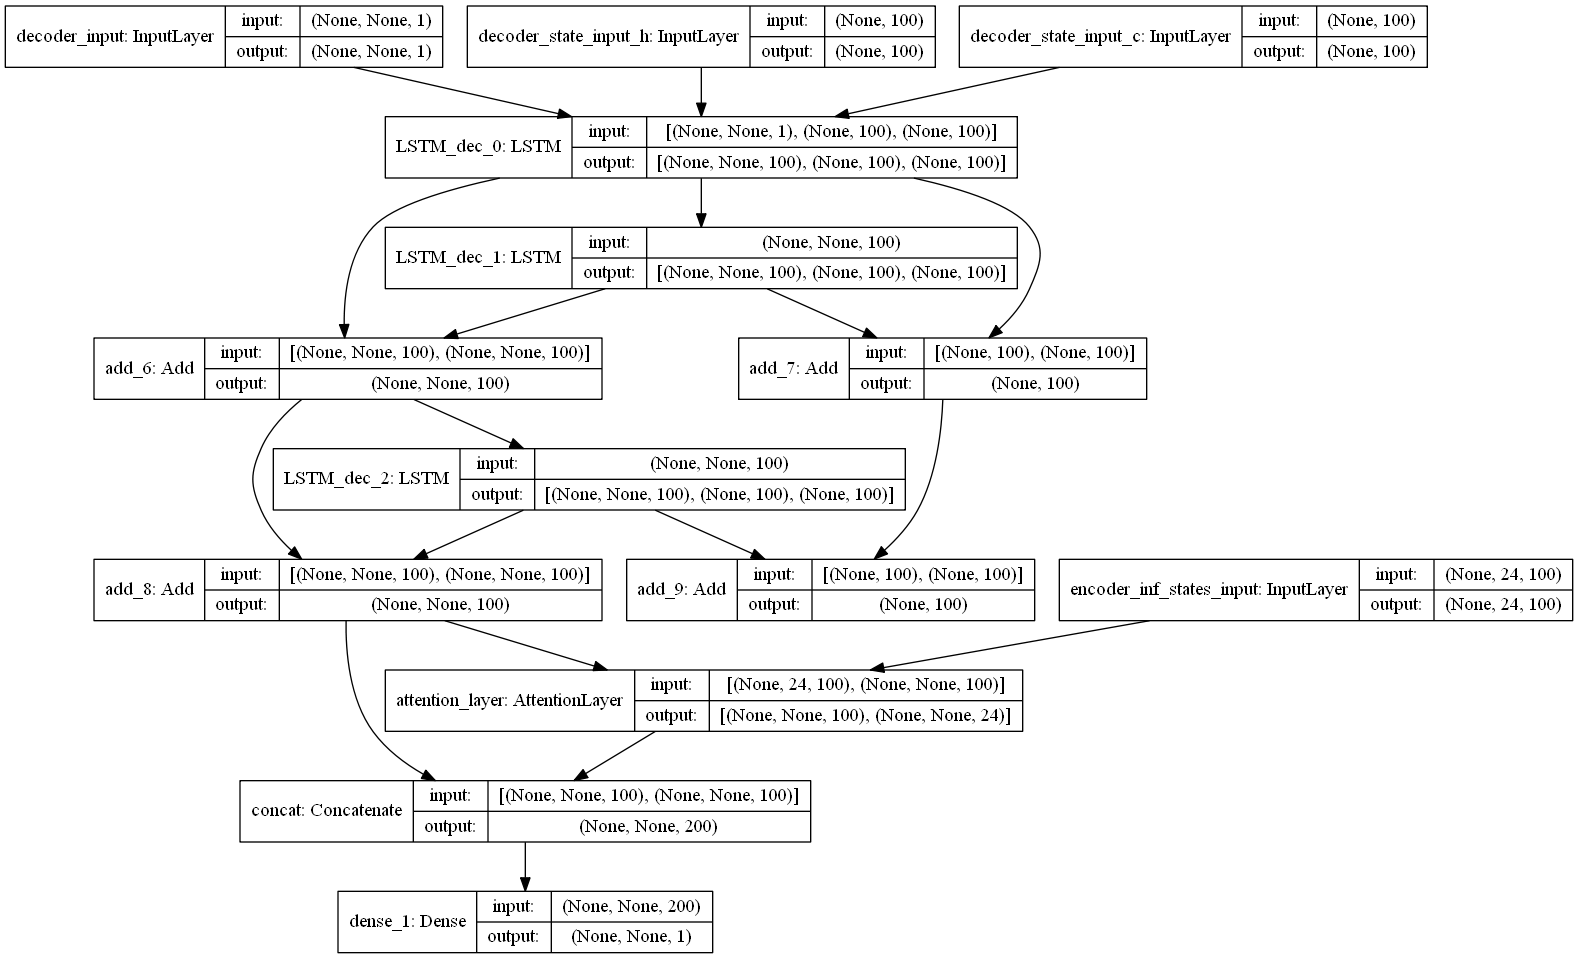 decoder_input: InputLayer
input: (None, None, 1)
output: (None, None, 1)
decoder_state_input_h: InputLayer
input: (None, 100)
output: (None, 100)
decoder_state_input_c: InputLayer
input: (None, 100)
output: (None, 100)
LSTM_dec_0: LSTM
input: [(None, None, 1), (None, 100), (None, 100)]
output: [(None, None, 100), (None, 100), (None, 100)]
LSTM_dec_1: LSTM
input: (None, None, 100)
output: [(None, None, 100), (None, 100), (None, 100)]
add_6: Add
input: [(None, None, 100), (None, None, 100)]
output: (None, None, 100)
add_7: Add
input: [(None, 100), (None, 100)]
output: (None, 100)
LSTM_dec_2: LSTM
input: (None, None, 100)
output: [(None, None, 100), (None, 100), (None, 100)]
add_8: Add
input: [(None, None, 100), (None, None, 100)]
output: (None, None, 100)
add_9: Add
input: [(None, 100), (None, 100)]
output: (None, 100)
encoder_inf_states_input: InputLayer
input: (None, 24, 100)
output: (None, 24, 100)
attention_layer: AttentionLayer
input: [(None, 24, 100), (None, None, 100)]
output: [(None, None, 100), (None, None, 24)]
concat: Concatenate
input: [(None, None, 100), (None, None, 100)]
output: (None, None, 200)
dense_1: Dense
input: (None, None, 200)
output: (None, None, 1)